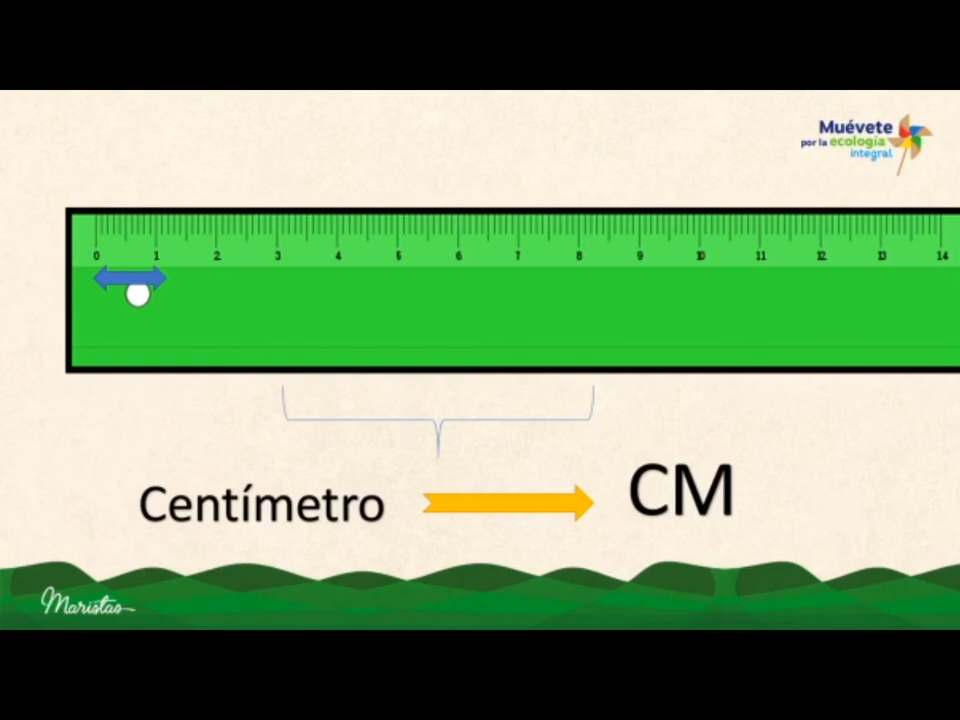 Muévete
por la ecología
integral
0 1 2 3 4 5 6 7 8 9 10 11 12 13 14
Centímetro CM
Maristas